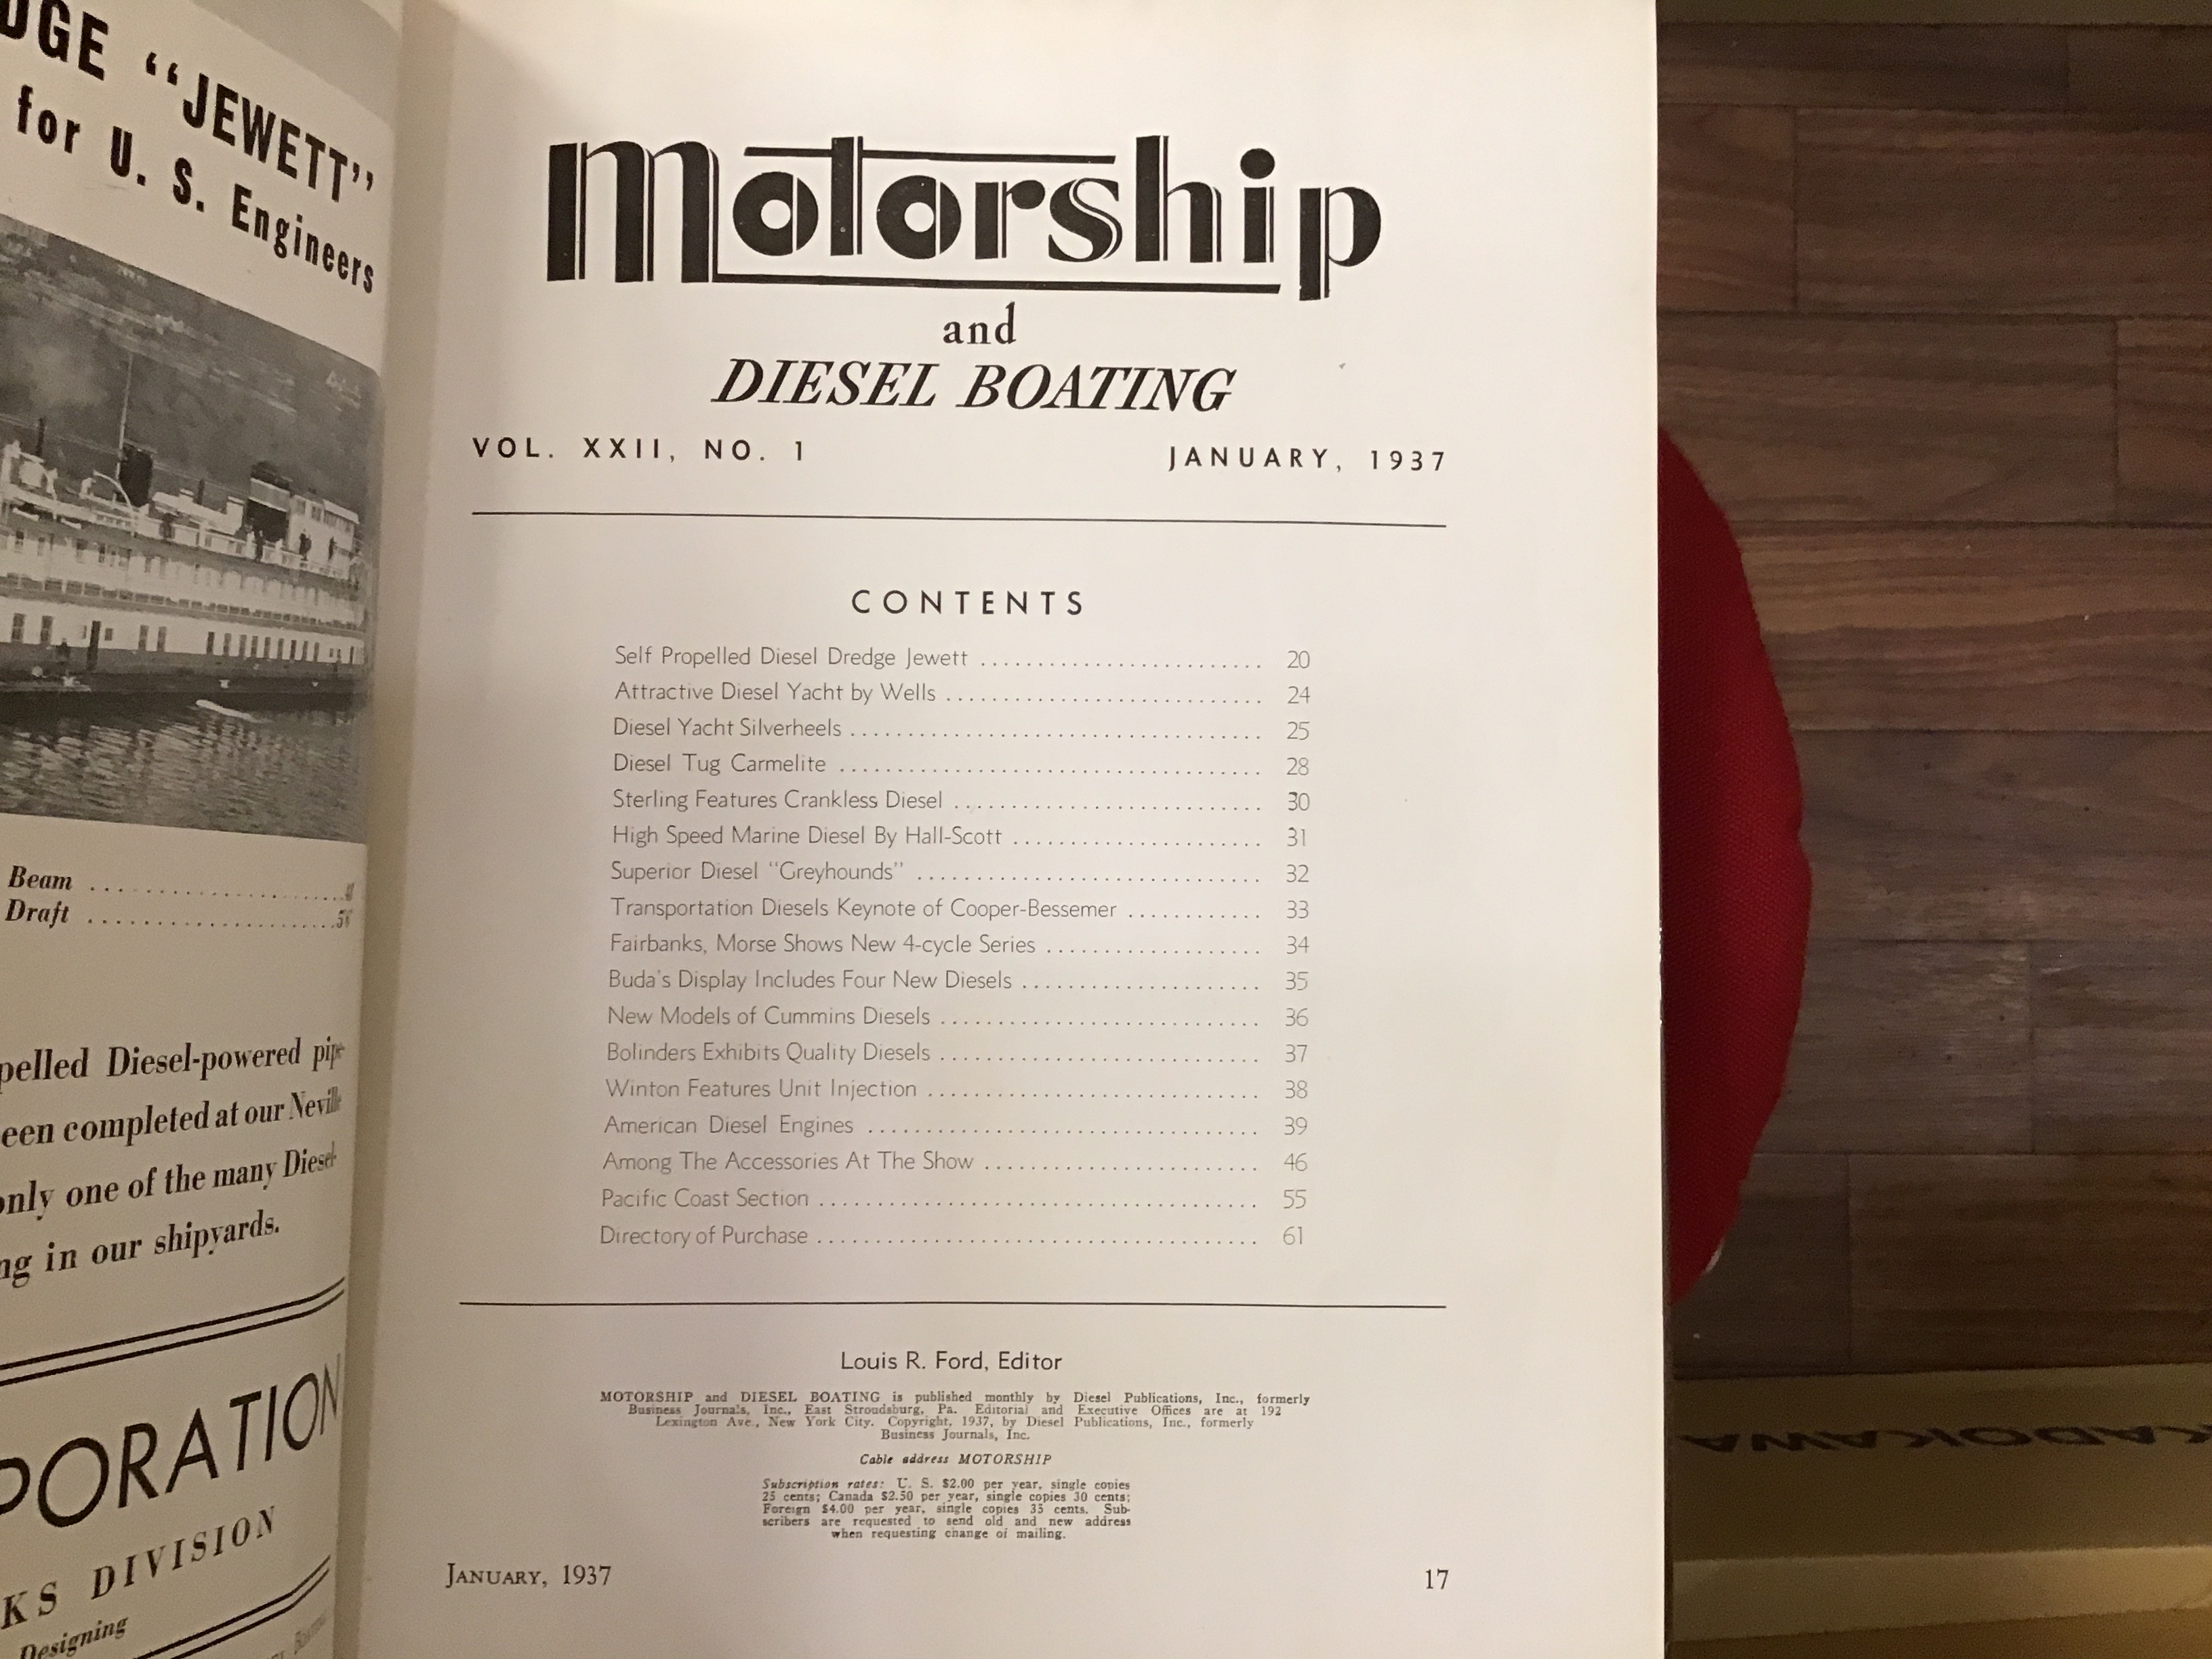 "JEWETT"
for U. S. Engineers
Beam
Draft
Diesel-powered
completed at our
only one of the many
in our shipyards.
DIVISION
Designing
Motorship
and
DIESEL BOATING
VOL. XXII, NO. 1
JANUARY, 1937
CONTENTS
Self Propelled Diesel Dredge Jewett ........................ 20
Attractive Diesel Yacht by Wells ........................... 24
Diesel Yacht Silverheels ................................... 25
Diesel Tug Carmelite ....................................... 28
Sterling Features Crankless Diesel ......................... 30
High Speed Marine Diesel By Hall-Scott ..................... 31
Superior Diesel "Greyhounds" ............................... 32
Transportation Diesels Keynote of Cooper-Bessemer ............ 33
Fairbanks, Morse Shows New 4-cycle Series ................... 34
Buda's Display Includes Four New Diesels ..................... 35
New Models of Cummins Diesels ............................ 36
Bolinders Exhibits Quality Diesels ............................ 37
Winton Features Unit Injection .............................. 38
American Diesel Engines .................................. 39
Among The Accessories At The Show ........................ 46
Pacific Coast Section ...................................... 55
Directory of Purchase ...................................... 61
Louis R. Ford, Editor
MOTORSHIP and DIESEL BOATING is published monthly by Diesel Publications, Inc., formerly
Business Journals, Inc., East Stroudsburg, Pa. Editorial and Executive Offices are at 192
Lexington Ave., New York City. Copyright, 1937, by Diesel Publications, Inc., formerly
Business Journals, Inc.
Cable address MOTORSHIP
Subscription rates: U. S. $2.00 per year, single copies
25 cents; Canada $2.50 per year, single copies 30 cents;
Foreign $4.00 per year, single copies 35 cents. Sub-
scribers are requested to send old and new address
when requesting change of mailing.
JANUARY, 1937
17
KADOKAWA